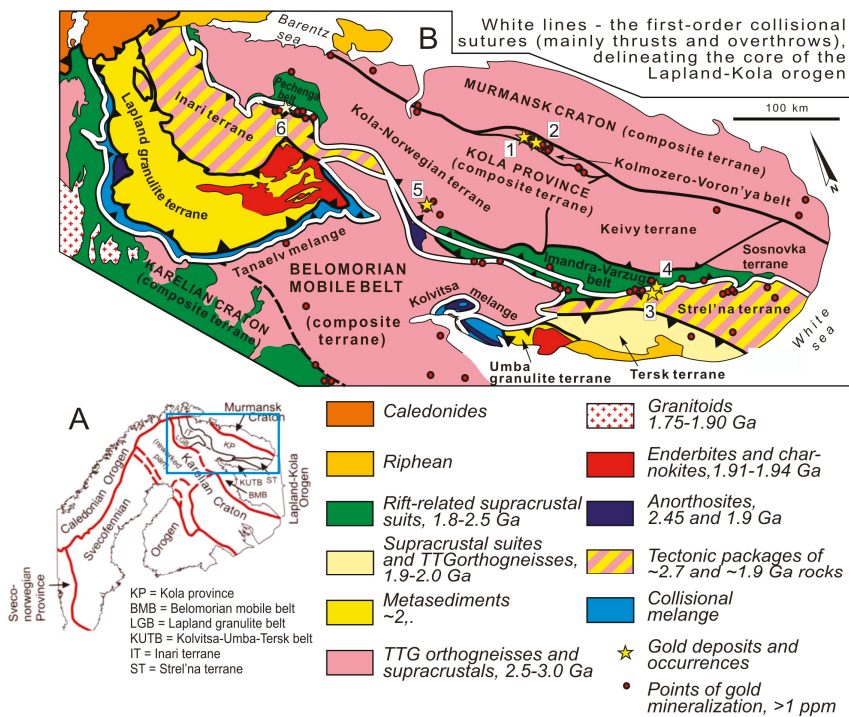 White lines - the first-order collisional
sutures (mainly thrusts and overthrows),
delineating the core of the
Lapland-Kola orogen
B
Barentz
sea
100 km
N
Pechenga
belt
Inari terrane
Lapland granulite terrane
6
MURMANSK CRATON (composite terrane)
2
1
Kolmozero-Voron'ya belt
KOLA PROVINCE
(composite terrane)
Kola-Norwegian terrane
5
Keivy terrane
Sosnovka
terrane
Imandra-Varzuga
belt
4
3
Strel'na terrane
White
sea
Tanaelv melange
KARELIAN CRATON
(composite terrane)
BELOMORIAN
MOBILE BELT
(composite
terrane)
Kolvitsa
melange
Umba
granulite terrane
Tersk terrane
A
Murmansk
Craton
IT
LGB
KP
(reworked
part)
ST
KUTB
BMB
Karelian Craton
Lapland-Kola
Orogen
Caledonian Orogen
Svecofennian
Orogen
Sveco-
norwegian
Province
KP = Kola province
BMB = Belomorian mobile belt
LGB = Lapland granulite belt
KUTB = Kolvitsa-Umba-Tersk belt
IT = Inari terrane
ST = Strel'na terrane
Caledonides
Riphean
Rift-related supracrustal
suits, 1.8-2.5 Ga
Supracrustal suites
and TTGorthogneisses,
1.9-2.0 Ga
Metasediments
~2,.
TTG orthogneisses and
supracrustals, 2.5-3.0 Ga
Granitoids
1.75-1.90 Ga
Enderbites and char-
nokites,1.91-1.94 Ga
Anorthosites,
2.45 and 1.9 Ga
Tectonic packages of
~2.7 and ~1.9 Ga rocks
Collisional
melange
Gold deposits and
occurrences
Points of gold
mineralization, >1 ppm